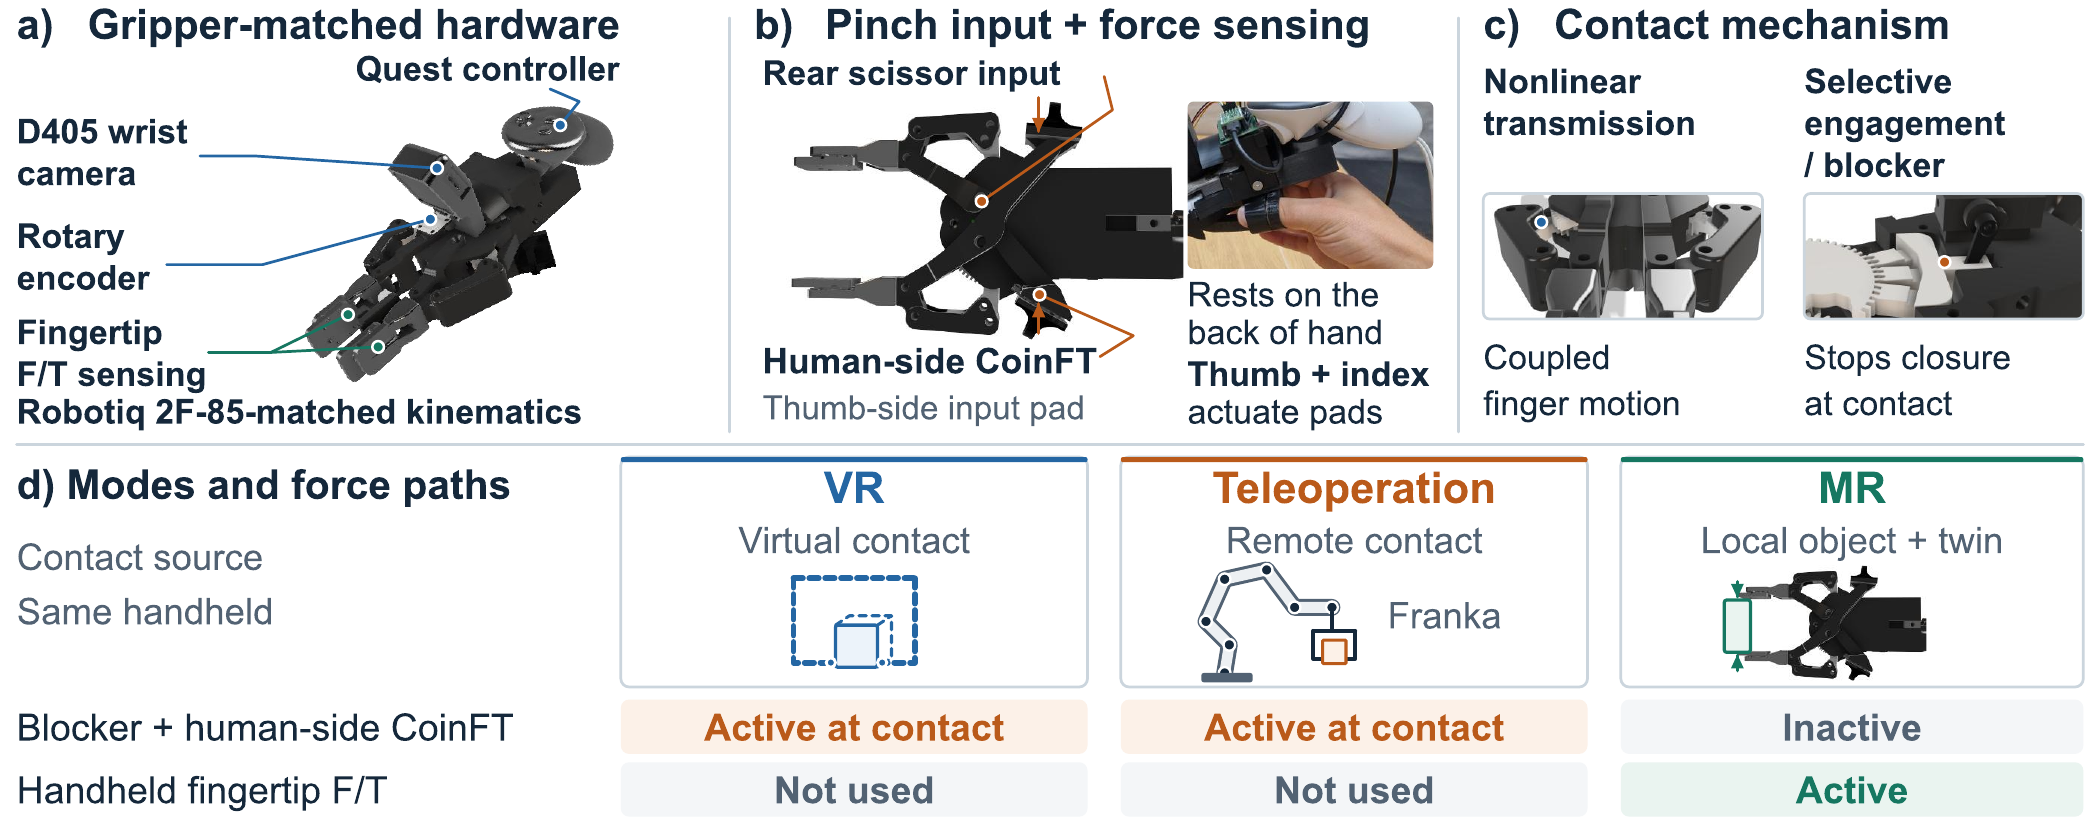 a) Gripper-matched hardware
Quest controller
D405 wrist
camera
Rotary
encoder
Fingertip
F/T sensing
Robotiq 2F-85-matched kinematics
b) Pinch input + force sensing
Rear scissor input
Human-side CoinFT
Thumb-side input pad
Rests on the
back of hand
Thumb + index
actuate pads
c) Contact mechanism
Nonlinear
transmission
Coupled
finger motion
Selective
engagement
/ blocker
Stops closure
at contact
d) Modes and force paths
Contact source
Same handheld
VR
Virtual contact
Teleoperation
Remote contact
Franka
MR
Local object + twin
Blocker + human-side CoinFT
Active at contact
Active at contact
Inactive
Handheld fingertip F/T
Not used
Not used
Active